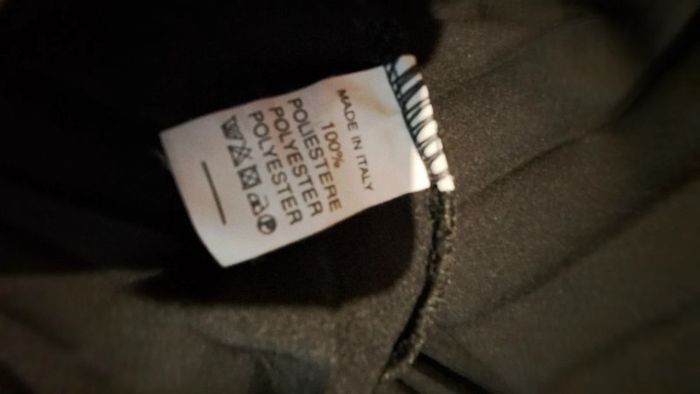 MADE IN ITALY
100%
POLIESTERE
POLYESTER
POLYESTER